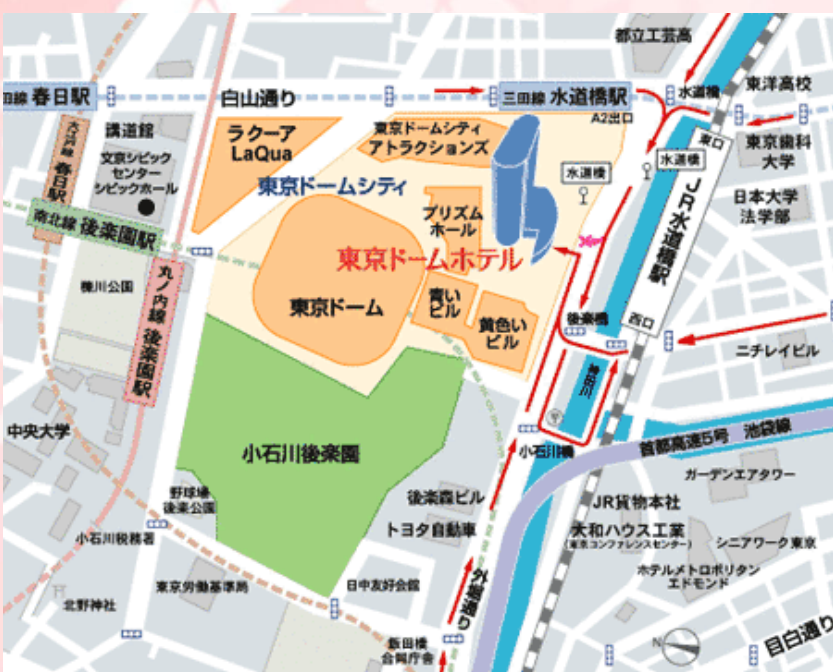 都立工芸高
田線 春日駅
白山通り
三田線 水道橋駅
水道橋
東洋高校
A2出口
丸ノ内線 春日駅
講道館
ラクーア
LaQua
東京ドームシティ
アトラクションズ
東口
東京歯科
大学
文京シビック
センター
シビックホール
水道橋
水道橋
東京ドームシティ
日本大学
法学部
JR水道橋駅
南北線 後楽園駅
プリズム
ホール
東京ドームホテル
礫川公園
丸ノ内線 後楽園駅
東京ドーム
青い
ビル
黄色い
ビル
後楽橋
西口
ニチレイビル
神田川
中央大学
小石川後楽園
小石川橋
首都高速5号 池袋線
ガーデンエアタワー
野球場
後楽公園
後楽森ビル
JR貨物本社
トヨタ自動車
大和ハウス工業
(東京コンファレンスセンター)
シニアワーク東京
小石川税務署
外堀通り
ホテルメトロポリタン
エドモンド
東京労働基準局
日中友好会館
北野神社
飯田橋
合同庁舎
N
目白通り